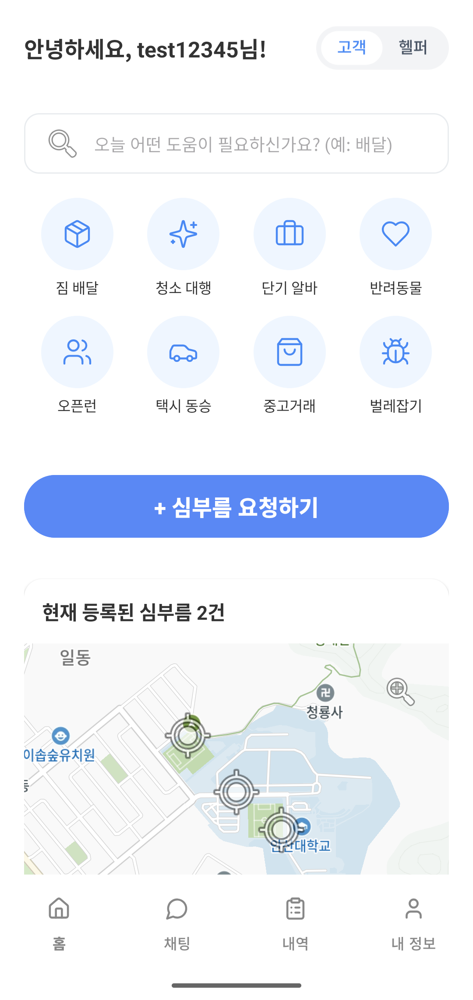 안녕하세요, test12345님!
고객
헬퍼
오늘 어떤 도움이 필요하신가요? (예: 배달)
짐 배달
청소 대행
단기 알바
반려동물
오픈런
택시 동승
중고거래
벌레잡기
+ 심부름 요청하기
현재 등록된 심부름 2건
일동
청룡사
이솝숲유치원
동
안산대학교
홈
채팅
내역
내 정보